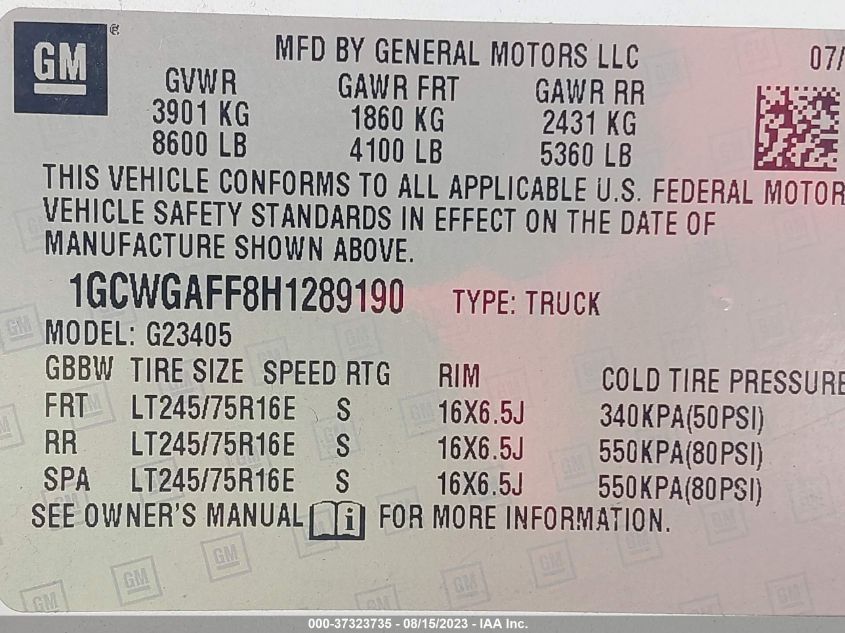 GM®
MFD BY GENERAL MOTORS LLC 07/
GVWR GAWR FRT GAWR RR
3901 KG 1860 KG 2431 KG
8600 LB 4100 LB 5360 LB
THIS VEHICLE CONFORMS TO ALL APPLICABLE U.S. FEDERAL MOTOR
VEHICLE SAFETY STANDARDS IN EFFECT ON THE DATE OF
MANUFACTURE SHOWN ABOVE.
1GCWGAFF8H1289190 TYPE: TRUCK
MODEL: G23405
GBBW TIRE SIZE SPEED RTG RIM COLD TIRE PRESSURE
FRT LT245/75R16E S 16X6.5J 340KPA(50PSI)
RR LT245/75R16E S 16X6.5J 550KPA(80PSI)
SPA LT245/75R16E S 16X6.5J 550KPA(80PSI)
SEE OWNER'S MANUAL i FOR MORE INFORMATION.
000-37323735 - 08/15/2023 - IAA Inc.